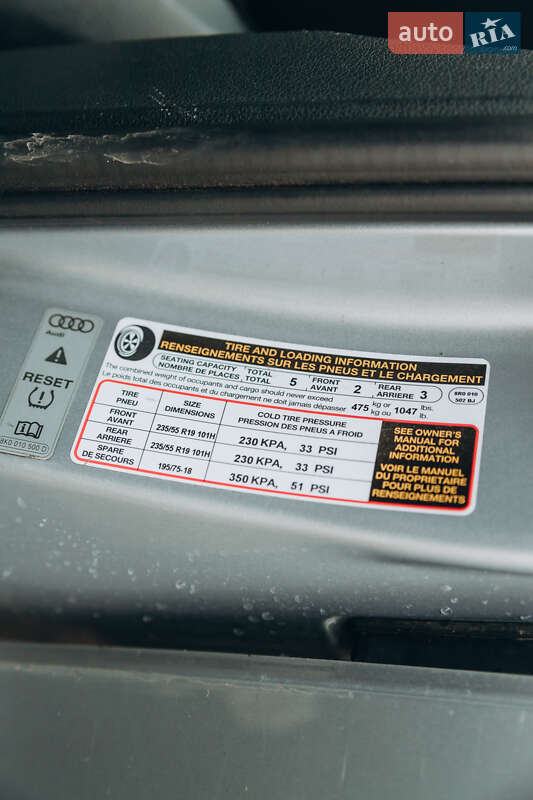 auto RIA .com
Audi
RESET
8K0 010 500 D
TIRE AND LOADING INFORMATION
RENSEIGNEMENTS SUR LES PNEUS ET LE CHARGEMENT
SEATING CAPACITY TOTAL 5 FRONT 2 REAR 3
NOMBRE DE PLACES TOTAL AVANT ARRIERE
8R0 010
502 BJ
The combined weight of occupants and cargo should never exceed 475 kg or 1047 lbs.
Le poids total des occupants et du chargement ne doit jamais dépasser kg ou lb.
TIRE SIZE COLD TIRE PRESSURE
PNEU DIMENSIONS PRESSION DES PNEUS A FROID
FRONT
AVANT 235/55 R19 101H 230 KPA, 33 PSI
REAR
ARRIERE 235/55 R19 101H 230 KPA, 33 PSI
SPARE
DE SECOURS 195/75-18 350 KPA, 51 PSI
SEE OWNER'S
MANUAL FOR
ADDITIONAL
INFORMATION
VOIR LE MANUEL
DU PROPRIETAIRE
POUR PLUS DE
RENSEIGNEMENTS